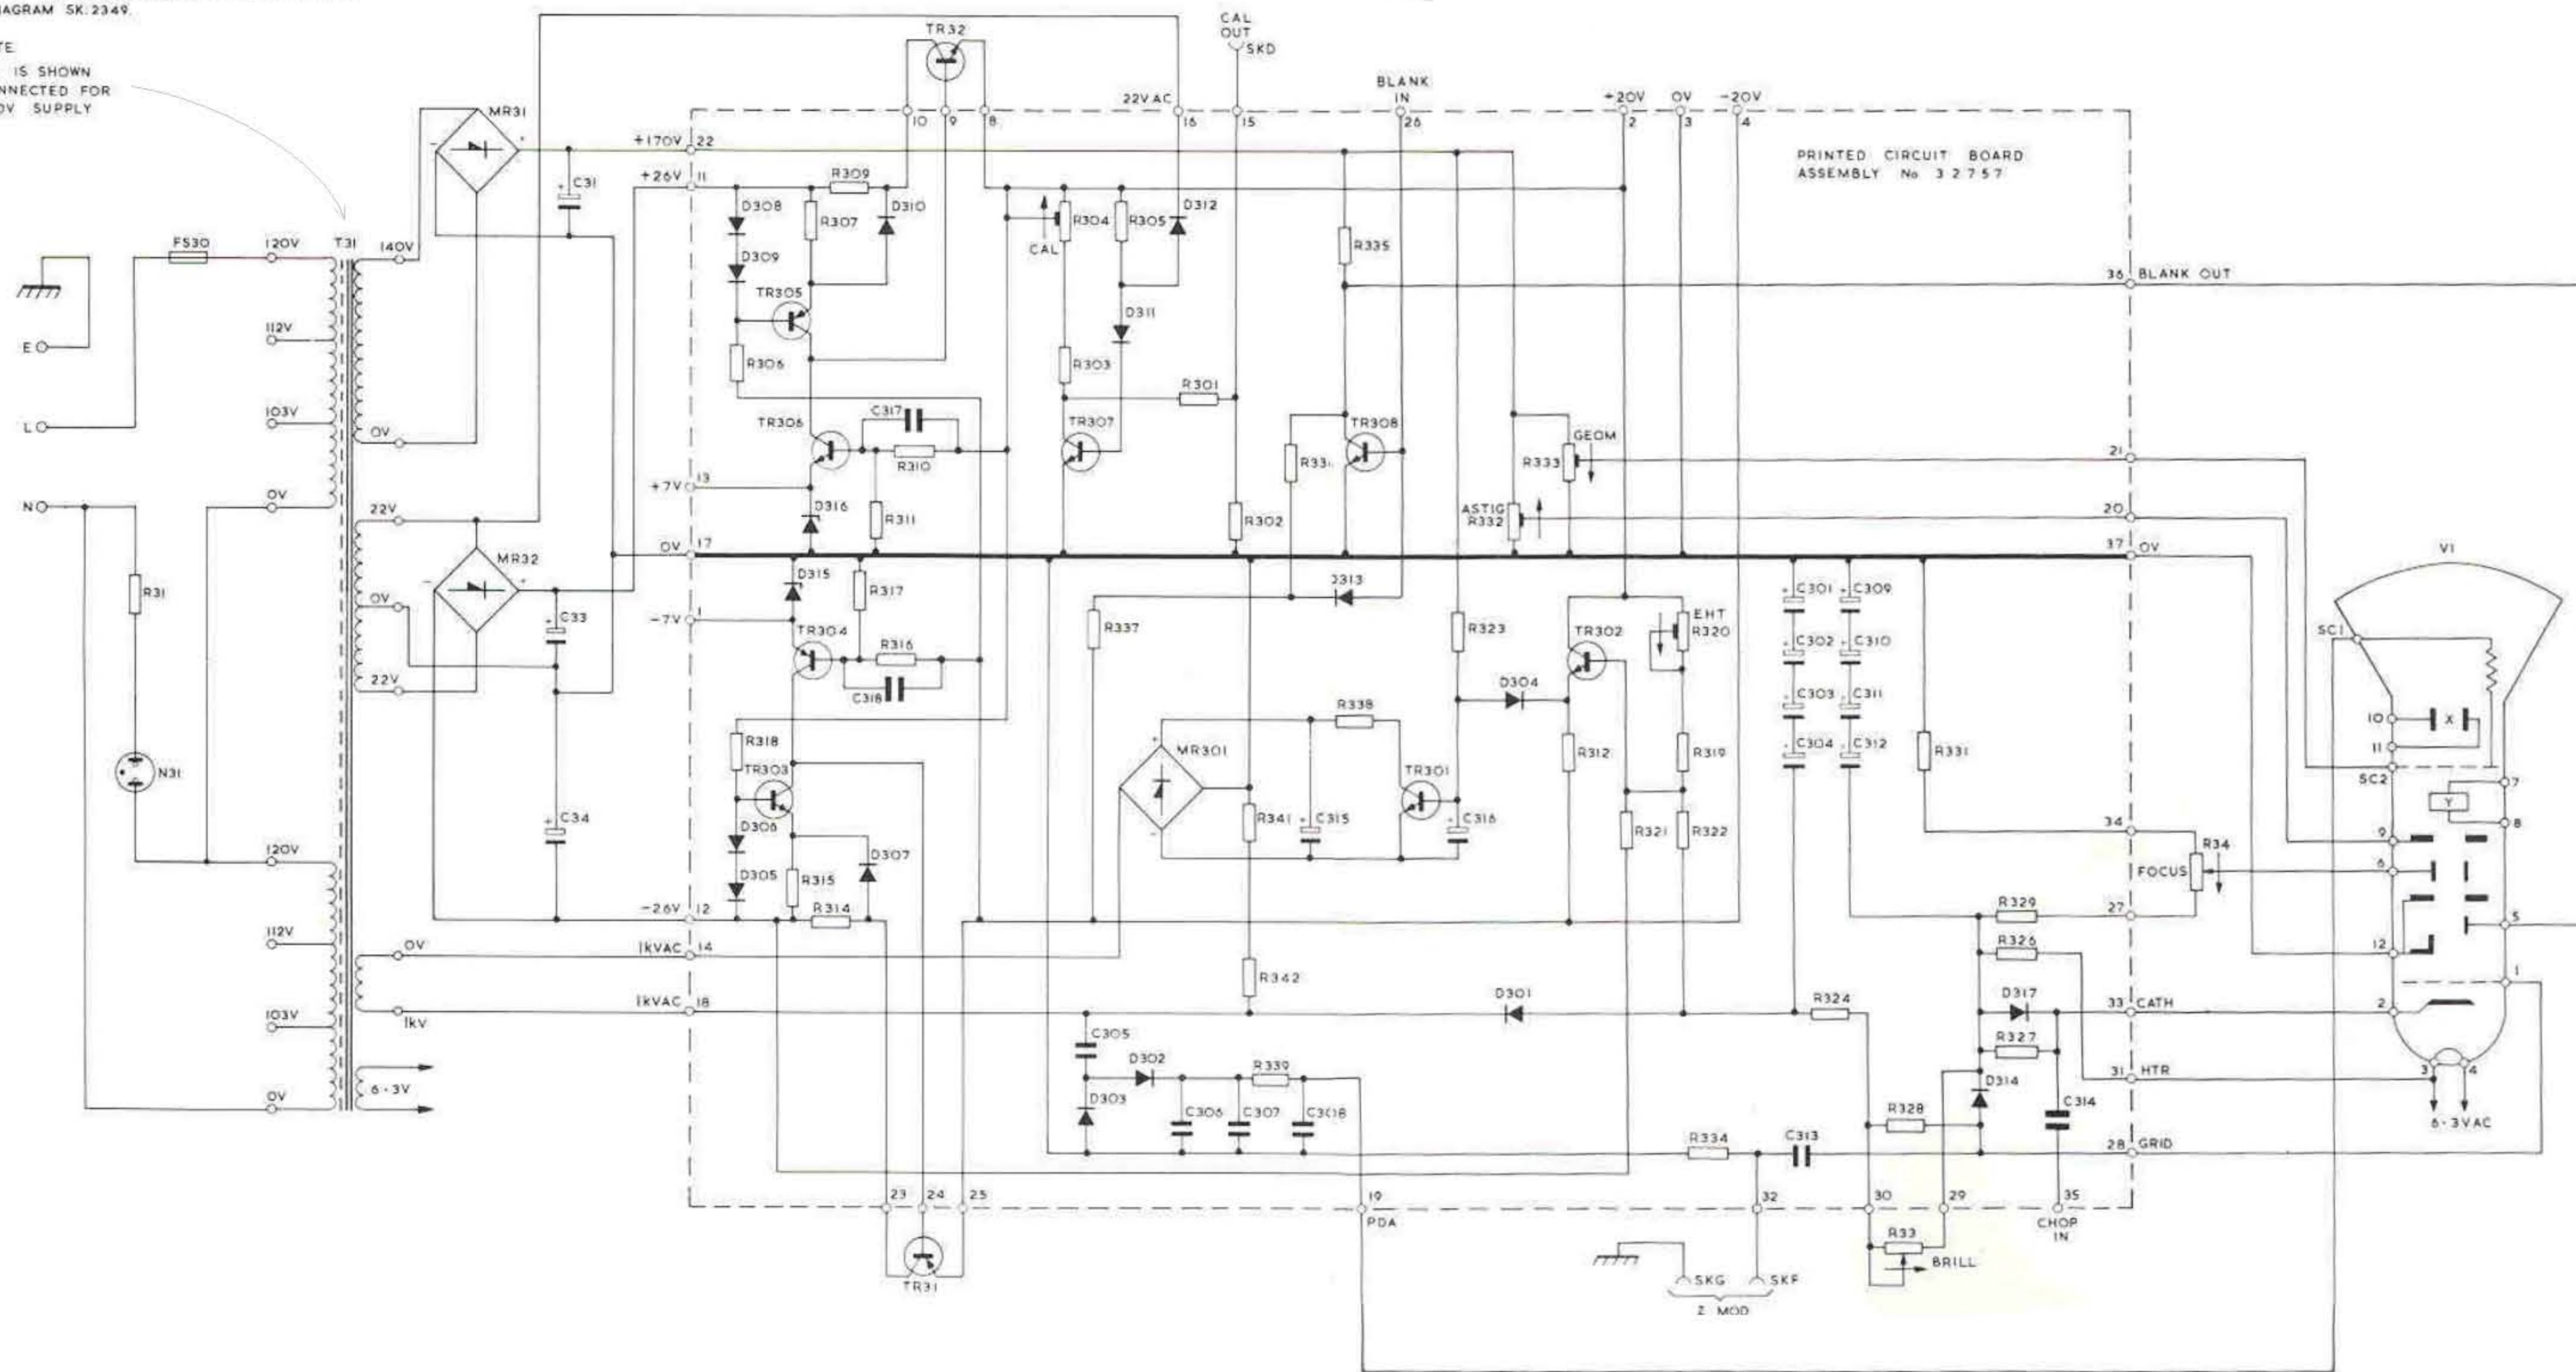 AGRAM SK.2349.
TE
IS SHOWN
NNECTED FOR
OV SUPPLY
CAL
OUT
SKD
TR32
BLANK
IN
22VAC
+20V OV -20V
10 9 8 16 15 26 2 3 4
PRINTED CIRCUIT BOARD
ASSEMBLY No 32757
MR31
+170V 22
+26V 11
C31
R309
D308
R307
D310
R304
CAL
R305
D312
R335
D309
TR305
D311
R306
R303
R301
36 BLANK OUT
FS30
120V
T31
140V
112V
103V
OV
OV
E
L
N
C317
TR306
R310
TR307
TR308
GEOM
R333
21
+7V 13
D316
R311
R302
ASTIG
R332
20
22V
OV
22V
OV 17
37 OV
V1
MR32
C33
R31
D315
R317
-7V 1
TR304
R316
C318
R337
D313
R323
TR302
EHT
R320
C301
C309
C302
C310
C303
C311
C304
C312
SC1
D304
R338
MR301
R312
R319
R331
10
X
11
SC2
7
Y
8
R318
TR303
TR301
N31
C34
D306
D307
R341
C315
C316
R321
R322
34
R34
9
6
FOCUS
D305
R315
120V
-26V 12
R314
R329
27
5
R326
12
112V
OV
1kVAC 14
R342
1
1kVAC 18
D301
R324
D317
33 CATH
2
103V
1kV
C305
R327
D302
R339
31 HTR
3 4
6·3V
OV
D303
C306
C307
C308
D314
C314
R328
6·3VAC
R334
C313
28 GRID
23 24 25
19
PDA
32
30
29
35
CHOP
IN
R33
BRILL
TR31
SKG
SKF
Z MOD